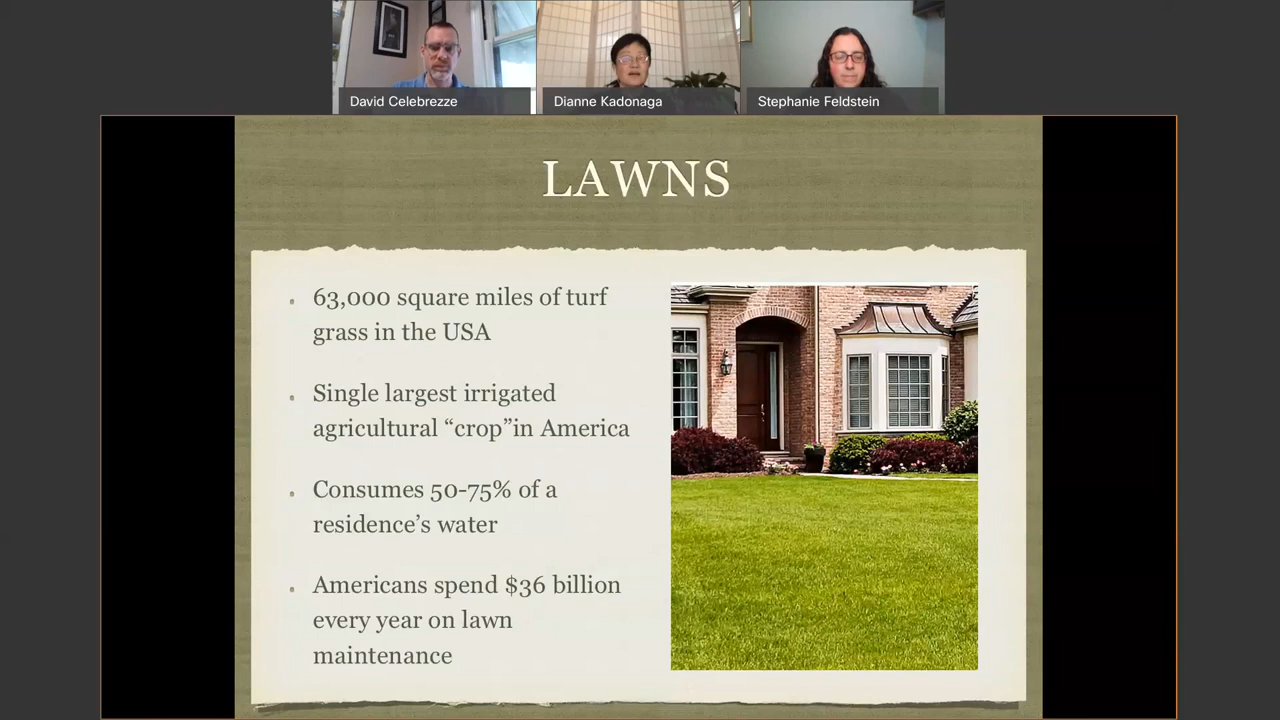 David Celebrezze
Dianne Kadonaga
Stephanie Feldstein
LAWNS
63,000 square miles of turf
grass in the USA
Single largest irrigated
agricultural “crop”in America
Consumes 50-75% of a
residence’s water
Americans spend $36 billion
every year on lawn
maintenance